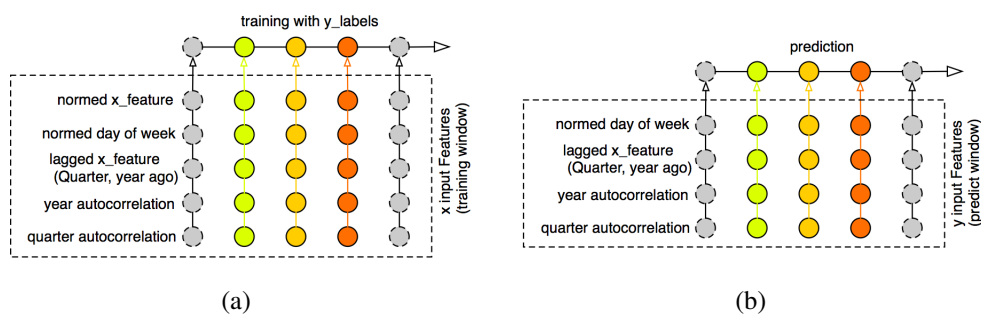 training with y_labels
normed x_feature
normed day of week
lagged x_feature
(Quarter, year ago)
year autocorrelation
quarter autocorrelation
x input Features
(training window)
(a)
prediction
normed day of week
lagged x_feature
(Quarter, year ago)
year autocorrelation
quarter autocorrelation
y input Features
(predict window)
(b)